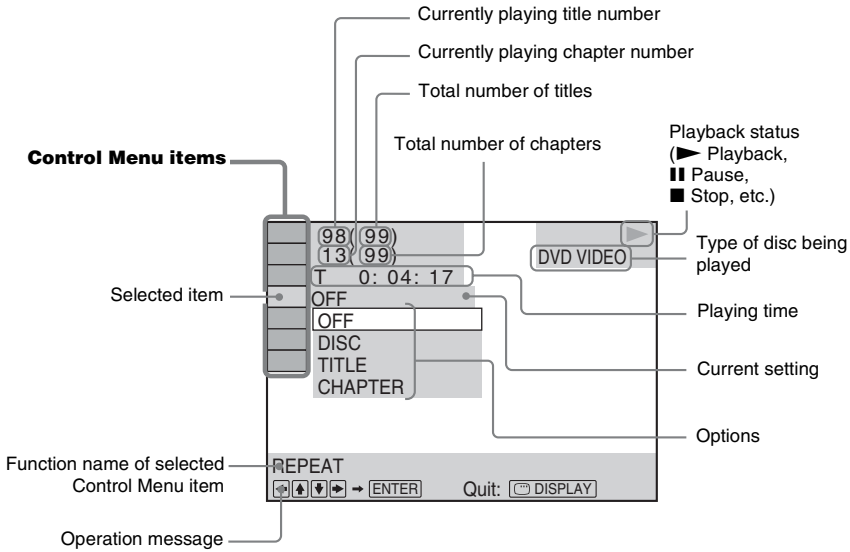 Currently playing title number
Currently playing chapter number
Total number of titles
Total number of chapters
Playback status
(► Playback,
❚❚ Pause,
■ Stop, etc.)
Control Menu items
98(99)
13(99)
DVD VIDEO
Type of disc being
played
T 0: 04: 17
Playing time
Selected item
OFF
OFF
DISC
TITLE
CHAPTER
Current setting
Options
Function name of selected
Control Menu item
REPEAT
← ↑ ↓ → → ENTER Quit: DISPLAY
Operation message